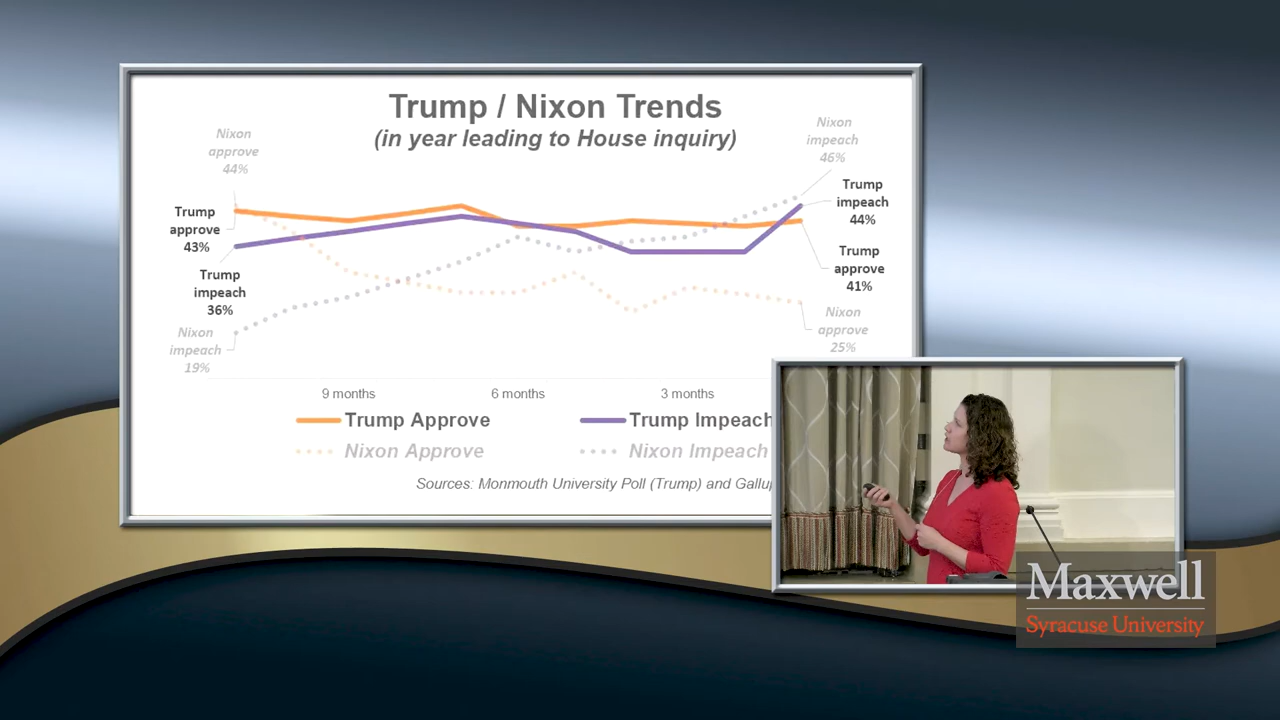 Trump / Nixon Trends
(in year leading to House inquiry)
Nixon
approve
44%
Nixon
impeach
46%
Trump
approve
43%
Trump
impeach
44%
Trump
impeach
36%
Trump
approve
41%
Nixon
impeach
19%
Nixon
approve
25%
9 months
6 months
3 months
Trump Approve
Trump Impeach
Nixon Approve
Nixon Impeach
Sources: Monmouth University Poll (Trump) and Gallup
Maxwell
Syracuse University